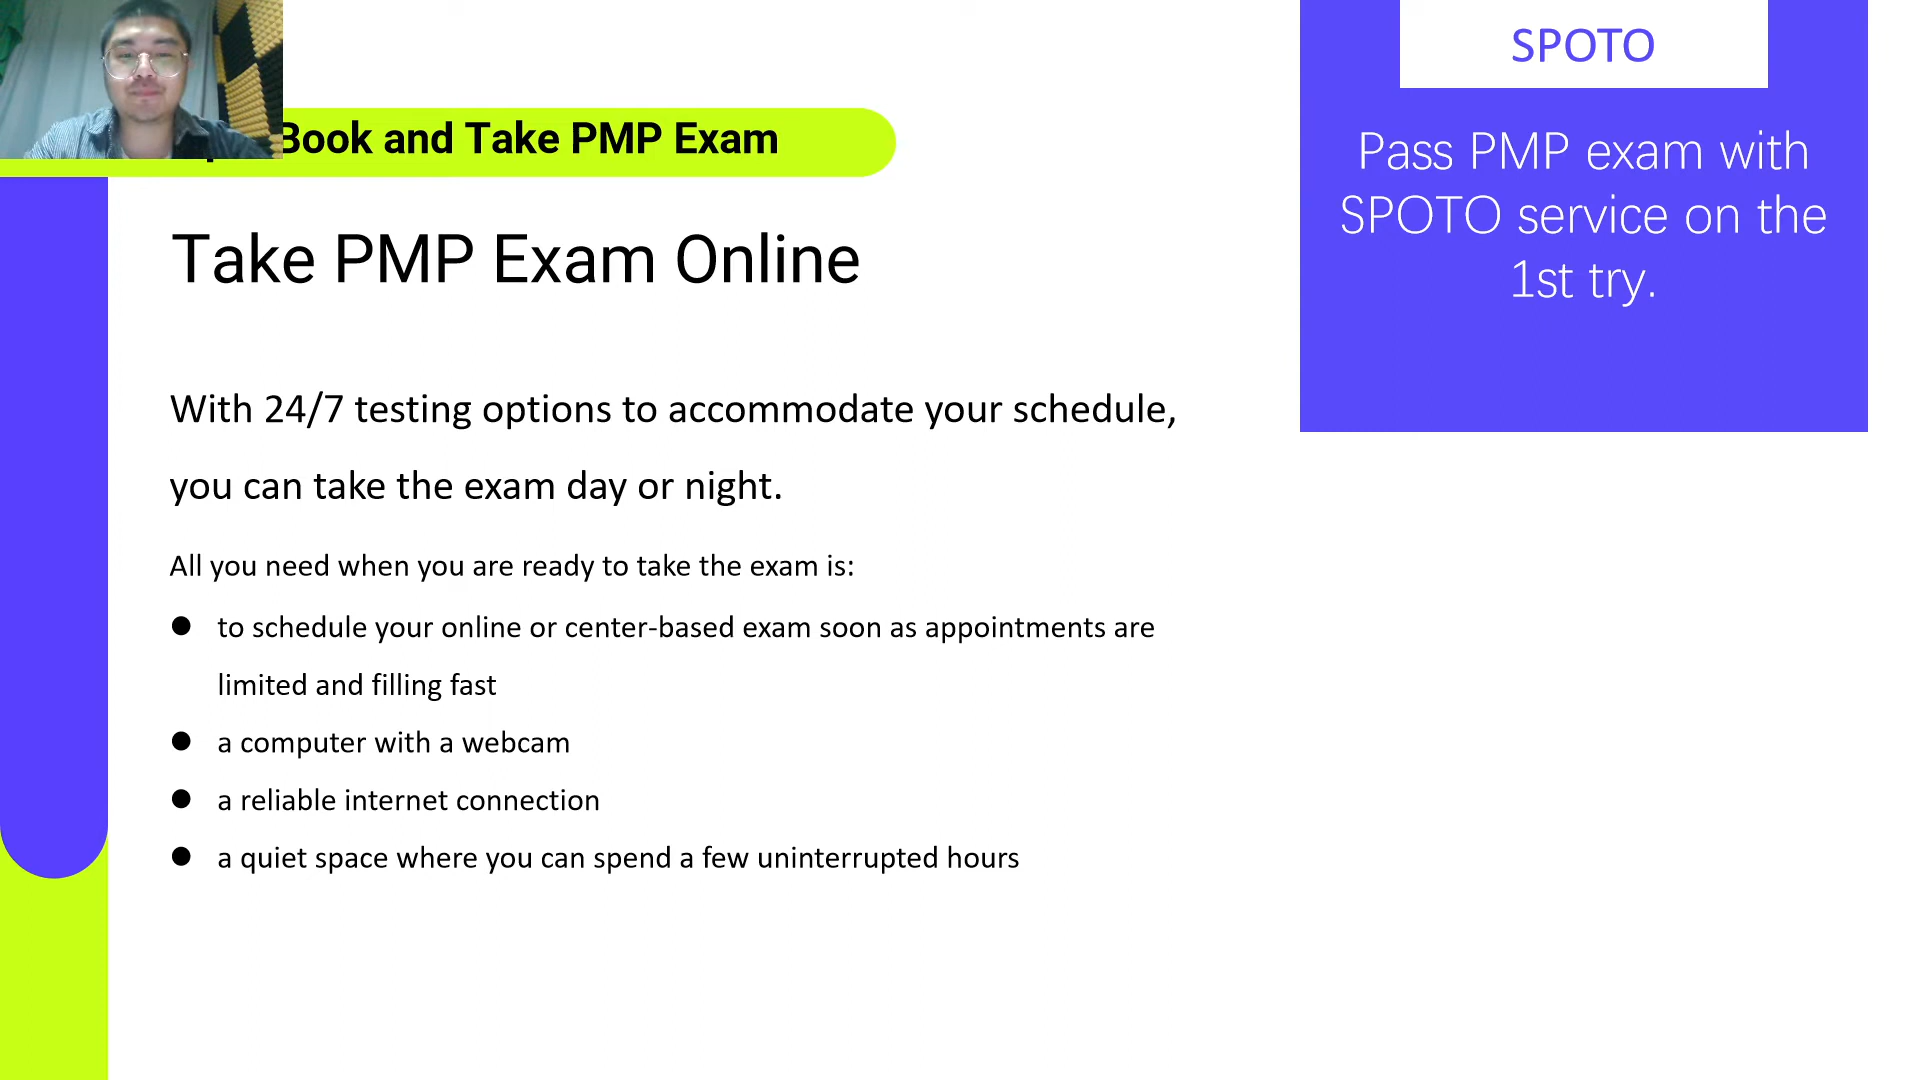 SPOTO
Book and Take PMP Exam
Pass PMP exam with
SPOTO service on the
1st try.
Take PMP Exam Online
With 24/7 testing options to accommodate your schedule,
you can take the exam day or night.
All you need when you are ready to take the exam is:
● to schedule your online or center-based exam soon as appointments are
limited and filling fast
● a computer with a webcam
● a reliable internet connection
● a quiet space where you can spend a few uninterrupted hours